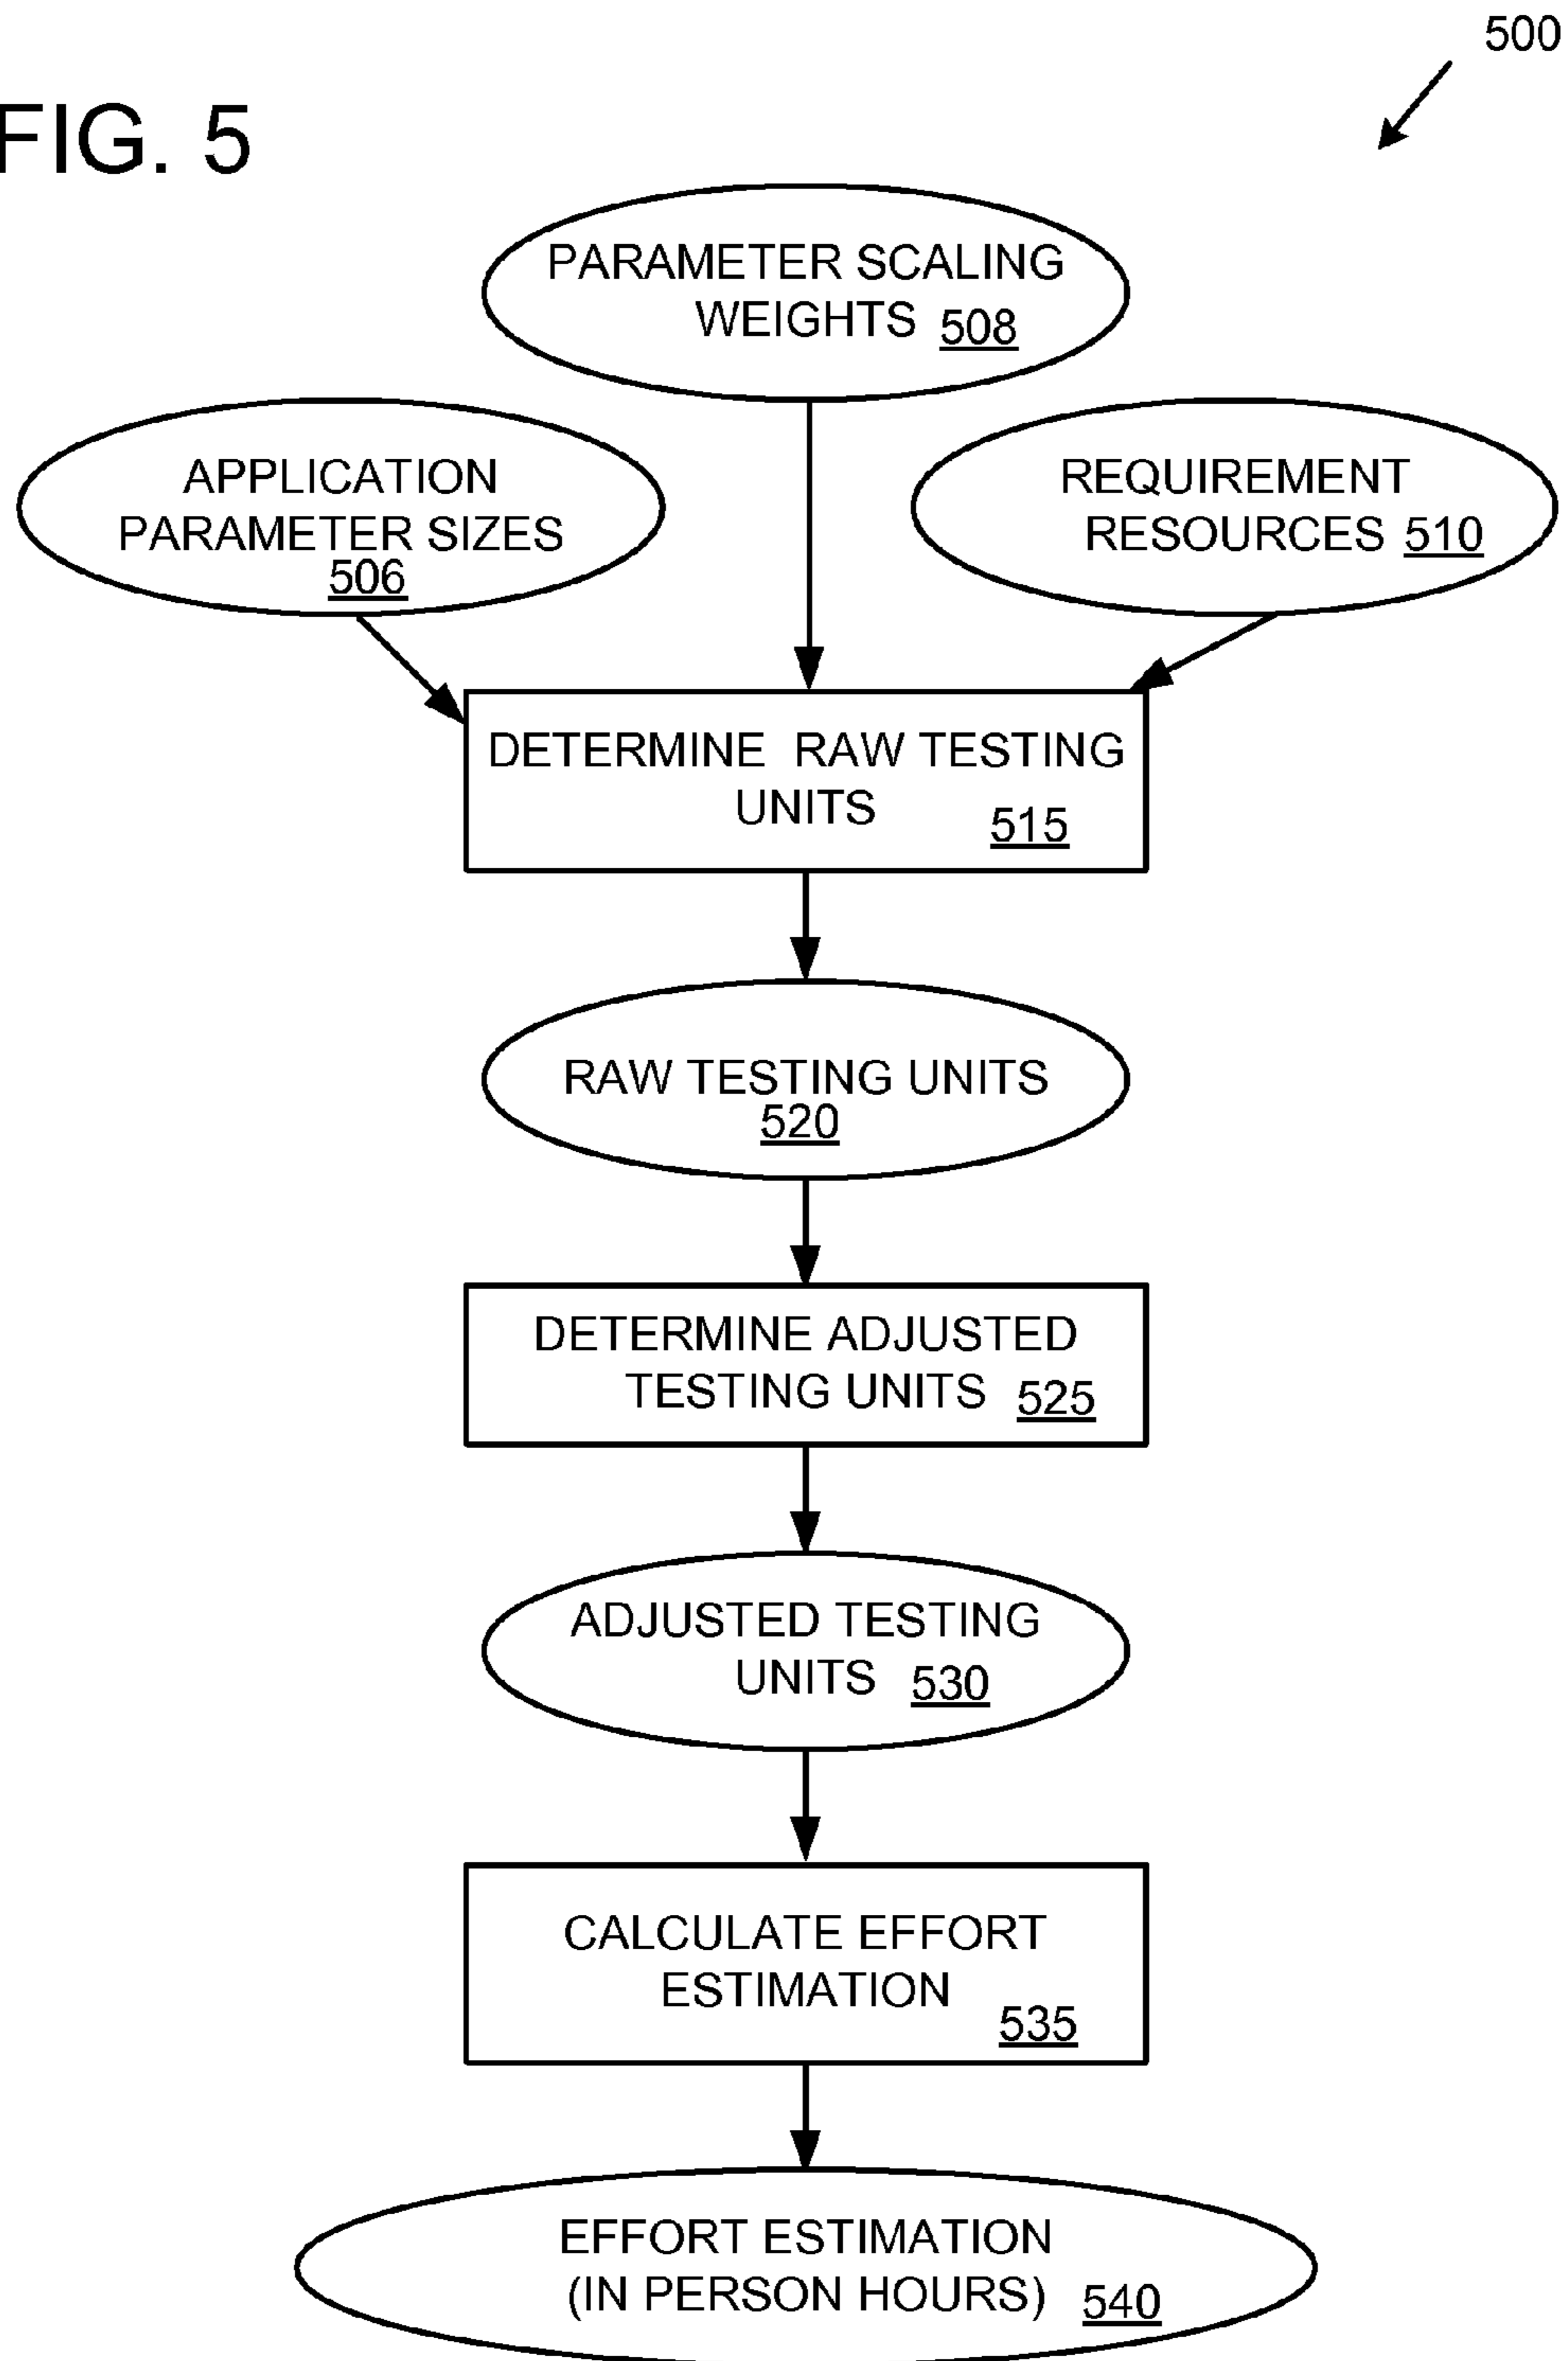 500
FIG. 5
PARAMETER SCALING
WEIGHTS 508
APPLICATION
PARAMETER SIZES
506
REQUIREMENT
RESOURCES 510
DETERMINE RAW TESTING
UNITS 515
RAW TESTING UNITS
520
DETERMINE ADJUSTED
TESTING UNITS 525
ADJUSTED TESTING
UNITS 530
CALCULATE EFFORT
ESTIMATION
535
EFFORT ESTIMATION
(IN PERSON HOURS) 540